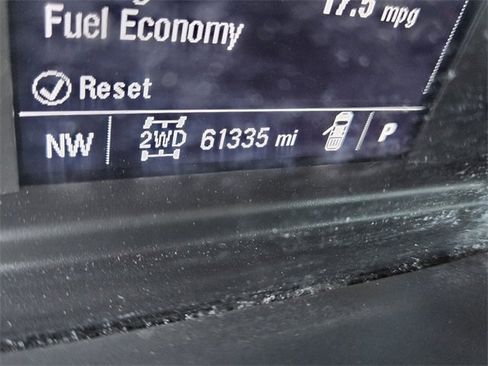 17.5 mpg
Fuel Economy
Reset
NW 2WD 61335 mi P